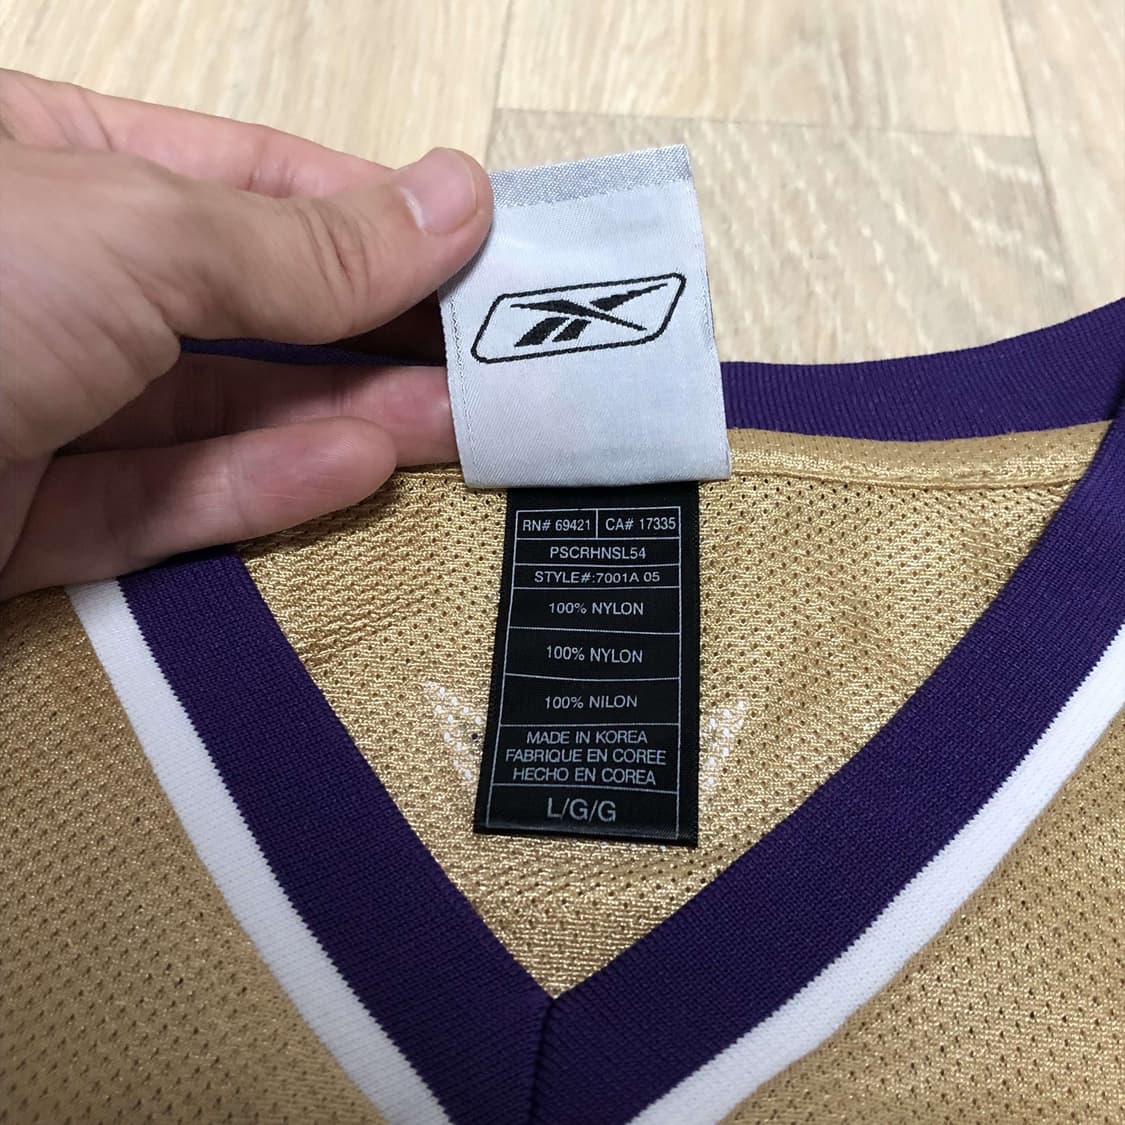 RN# 69421 CA# 17335
PSCRHNSL54
STYLE#:7001A 05
100% NYLON
100% NYLON
100% NILON
MADE IN KOREA
FABRIQUE EN COREE
HECHO EN COREA
L/G/G